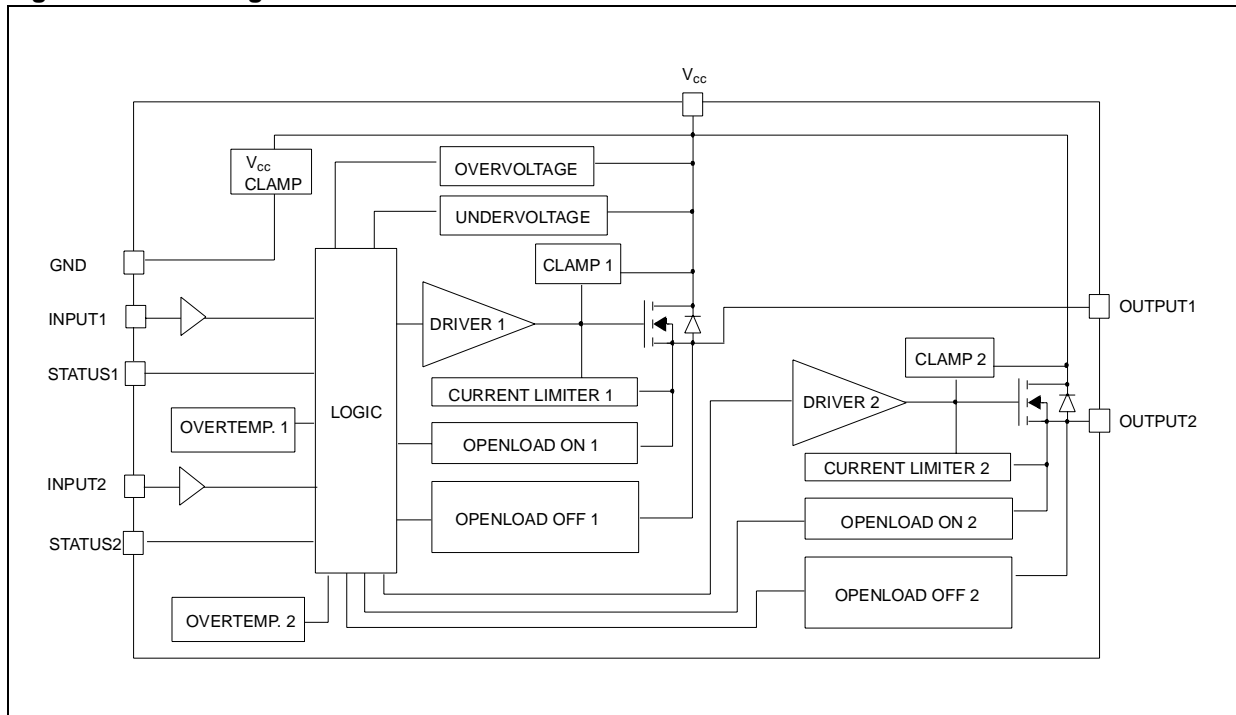 Vcc
Vcc
CLAMP
OVERVOLTAGE
UNDERVOLTAGE
GND
CLAMP 1
INPUT1
DRIVER 1
OUTPUT1
STATUS1
CURRENT LIMITER 1
CLAMP 2
LOGIC
DRIVER 2
OVERTEMP. 1
OPENLOAD ON 1
OUTPUT2
INPUT2
CURRENT LIMITER 2
OPENLOAD OFF 1
OPENLOAD ON 2
STATUS2
OPENLOAD OFF 2
OVERTEMP. 2